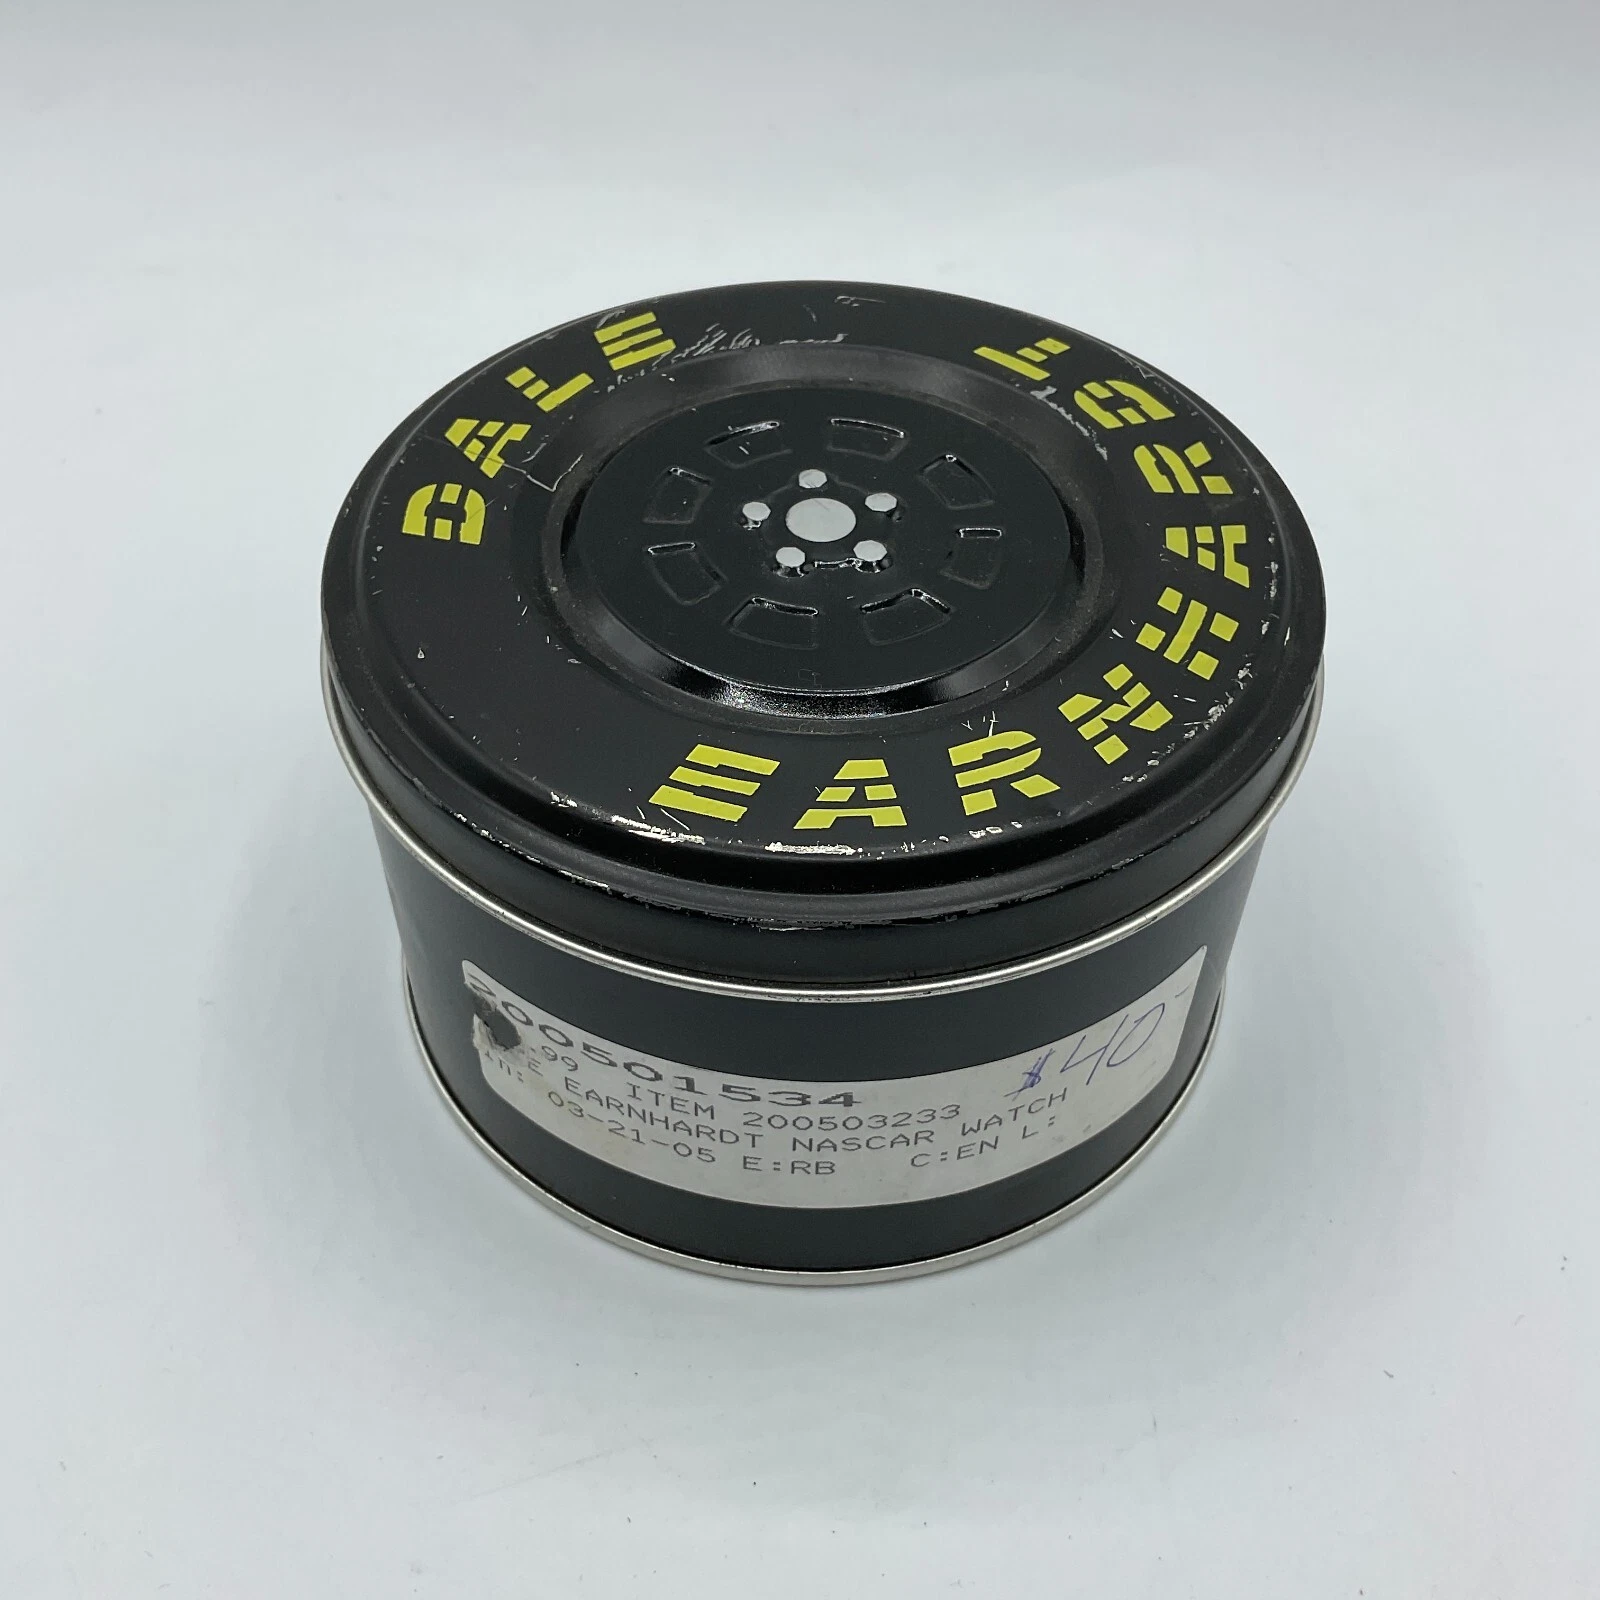 DALE
EARNHARDT
200501534
$40
.99 ITEM 200503233
EARNHARDT NASCAR WATCH
03-21-05 E:RB C:EN L: